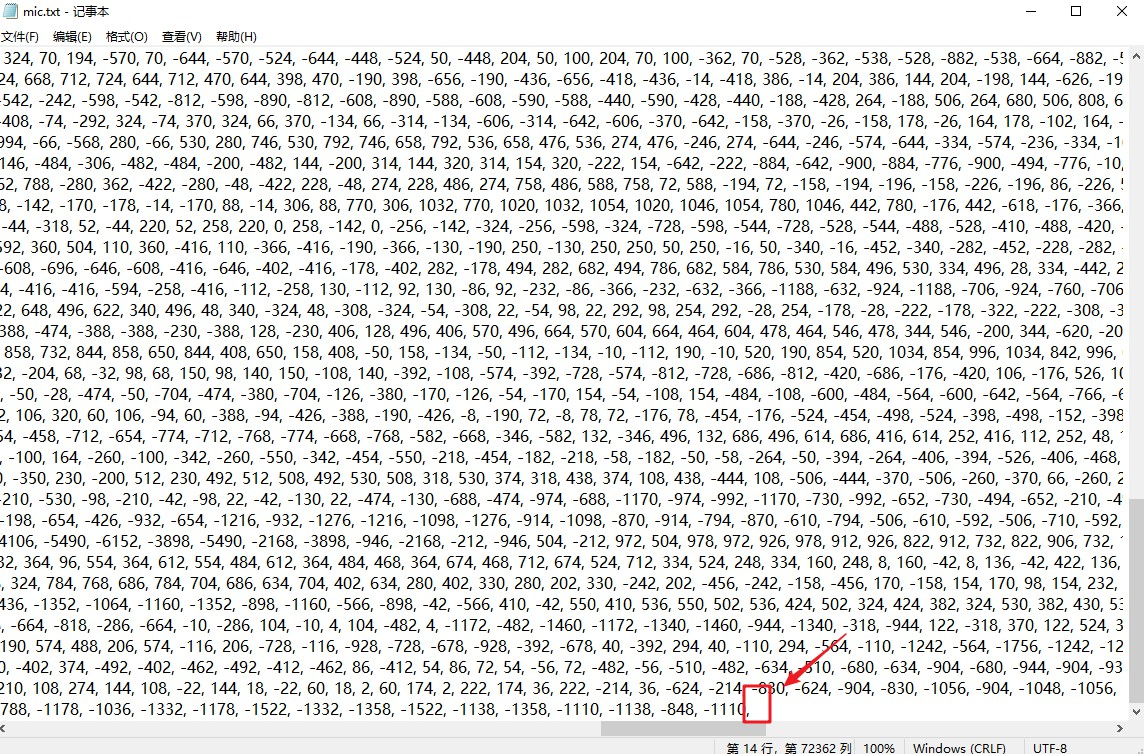 mic.txt - 记事本
文件(F) 编辑(E) 格式(O) 查看(V) 帮助(H)
324, 70, 194, -570, 70, -644, -570, -524, -644, -448, -524, 50, -448, 204, 50, 100, 204, 70, 100, -362, 70, -528, -362, -538, -528, -882, -538, -664, -882,
24, 668, 712, 724, 644, 712, 470, 644, 398, 470, -190, 398, -656, -190, -436, -656, -418, -436, -14, -418, 386, -14, 204, 386, 144, 204, -198, 144, -626, -19
-542, -242, -598, -542, -812, -598, -890, -812, -608, -890, -588, -608, -590, -588, -440, -590, -428, -440, -188, -428, 264, -188, 506, 264, 680, 506, 808, 6
-408, -74, -292, 324, -74, 370, 324, 66, 370, -134, 66, -314, -134, -606, -314, -642, -606, -370, -642, -158, -370, -26, -158, 178, -26, 164, 178, -102, 164, -
994, -66, -568, 280, -66, 530, 280, 746, 530, 792, 746, 658, 792, 536, 658, 476, 536, 274, 476, -246, 274, -644, -246, -574, -644, -334, -574, -236, -334, -1
146, -484, -306, -482, -484, -200, -482, 144, -200, 314, 144, 320, 314, 154, 320, -222, 154, -642, -222, -884, -642, -900, -884, -776, -900, -494, -776, -10,
62, 788, -280, 362, -422, -280, -48, -422, 228, -48, 274, 228, 486, 274, 758, 486, 588, 758, 72, 588, -194, 72, -158, -194, -196, -158, -226, -196, 86, -226,
8, -142, -170, -178, -14, -170, 88, -14, 306, 88, 770, 306, 1032, 770, 1020, 1032, 1054, 1020, 1046, 1054, 780, 1046, 442, 780, -176, 442, -618, -176, -366,
-44, -318, 52, -44, 220, 52, 258, 220, 0, 258, -142, 0, -256, -142, -324, -256, -598, -324, -728, -598, -544, -728, -528, -544, -488, -528, -410, -488, -420, -
592, 360, 504, 110, 360, -416, 110, -366, -416, -190, -366, -130, -190, 250, -130, 250, 250, 50, 250, -16, 50, -340, -16, -452, -340, -282, -452, -228, -282,
-608, -696, -646, -608, -416, -646, -402, -416, -178, -402, 282, -178, 494, 282, 682, 494, 786, 682, 584, 786, 530, 584, 496, 530, 334, 496, 28, 334, -442, 2
4, -416, -416, -594, -258, -416, -112, -258, 130, -112, 92, 130, -86, 92, -232, -86, -366, -232, -632, -366, -1188, -632, -924, -1188, -706, -924, -760, -706
22, 648, 496, 622, 340, 496, 48, 340, -324, 48, -308, -324, -54, -308, 22, -54, 98, 22, 292, 98, 254, 292, -28, 254, -178, -28, -222, -178, -322, -222, -308, -3
388, -474, -388, -388, -230, -388, 128, -230, 406, 128, 496, 406, 570, 496, 664, 570, 604, 664, 464, 604, 478, 464, 546, 478, 344, 546, -200, 344, -620, -20
858, 732, 844, 858, 650, 844, 408, 650, 158, 408, -50, 158, -134, -50, -112, -134, -10, -112, 190, -10, 520, 190, 854, 520, 1034, 854, 996, 1034, 842, 996,
32, -204, 68, -32, 98, 68, 150, 98, 140, 150, -108, 140, -392, -108, -574, -392, -728, -574, -812, -728, -686, -812, -420, -686, -176, -420, 106, -176, 526, 10
, -50, -28, -474, -50, -704, -474, -380, -704, -126, -380, -170, -126, -54, -170, 154, -54, -108, 154, -484, -108, -600, -484, -564, -600, -642, -564, -766, -6
2, 106, 320, 60, 106, -94, 60, -388, -94, -426, -388, -190, -426, -8, -190, 72, -8, 78, 72, -176, 78, -454, -176, -524, -454, -498, -524, -398, -498, -152, -398
54, -458, -712, -654, -774, -712, -768, -774, -668, -768, -582, -668, -346, -582, 132, -346, 496, 132, 686, 496, 614, 686, 416, 614, 252, 416, 112, 252, 48,
-100, 164, -260, -100, -342, -260, -550, -342, -454, -550, -218, -454, -182, -218, -58, -182, -50, -58, -264, -50, -394, -264, -406, -394, -526, -406, -468,
, -350, 230, -200, 512, 230, 492, 512, 508, 492, 530, 508, 318, 530, 374, 318, 438, 374, 108, 438, -444, 108, -506, -444, -370, -506, -260, -370, 66, -260, 2
-210, -530, -98, -210, -42, -98, 22, -42, -130, 22, -474, -130, -688, -474, -974, -688, -1170, -974, -992, -1170, -730, -992, -652, -730, -494, -652, -210, -4
-198, -654, -426, -932, -654, -1216, -932, -1276, -1216, -1098, -1276, -914, -1098, -870, -914, -794, -870, -610, -794, -506, -610, -592, -506, -710, -592,
4106, -5490, -6152, -3898, -5490, -2168, -3898, -946, -2168, -212, -946, 504, -212, 972, 504, 978, 972, 926, 978, 912, 926, 822, 912, 732, 822, 906, 732,
32, 364, 96, 554, 364, 612, 554, 484, 612, 364, 484, 468, 364, 674, 468, 712, 674, 524, 712, 334, 524, 248, 334, 160, 248, 8, 160, -42, 8, 136, -42, 422, 136,
, 324, 784, 768, 686, 784, 704, 686, 634, 704, 402, 634, 280, 402, 330, 280, 202, 330, -242, 202, -456, -242, -158, -456, 170, -158, 154, 170, 98, 154, 232,
436, -1352, -1064, -1160, -1352, -898, -1160, -566, -898, -42, -566, 410, -42, 550, 410, 536, 550, 502, 536, 424, 502, 324, 424, 382, 324, 530, 382, 430, 53
, -664, -818, -286, -664, -10, -286, 104, -10, 4, 104, -482, 4, -1172, -482, -1460, -1172, -1340, -1460, -944, -1340, -318, -944, 122, -318, 370, 122, 524, 3
190, 574, 488, 206, 574, -116, 206, -728, -116, -928, -728, -678, -928, -392, -678, 40, -392, 294, 40, -110, 294, -564, -110, -1242, -564, -1756, -1242, -12
0, -402, 374, -492, -402, -462, -492, -412, -462, 86, -412, 54, 86, 72, 54, -56, 72, -482, -56, -510, -482, -634, -510, -680, -634, -904, -680, -944, -904, -93
210, 108, 274, 144, 108, -22, 144, 18, -22, 60, 18, 2, 60, 174, 2, 222, 174, 36, 222, -214, 36, -624, -214, -830, -624, -904, -830, -1056, -904, -1048, -1056,
788, -1178, -1036, -1332, -1178, -1522, -1332, -1358, -1522, -1138, -1358, -1110, -1138, -848, -1110,
第 14 行，第 72362 列 100% Windows (CRLF) UTF-8